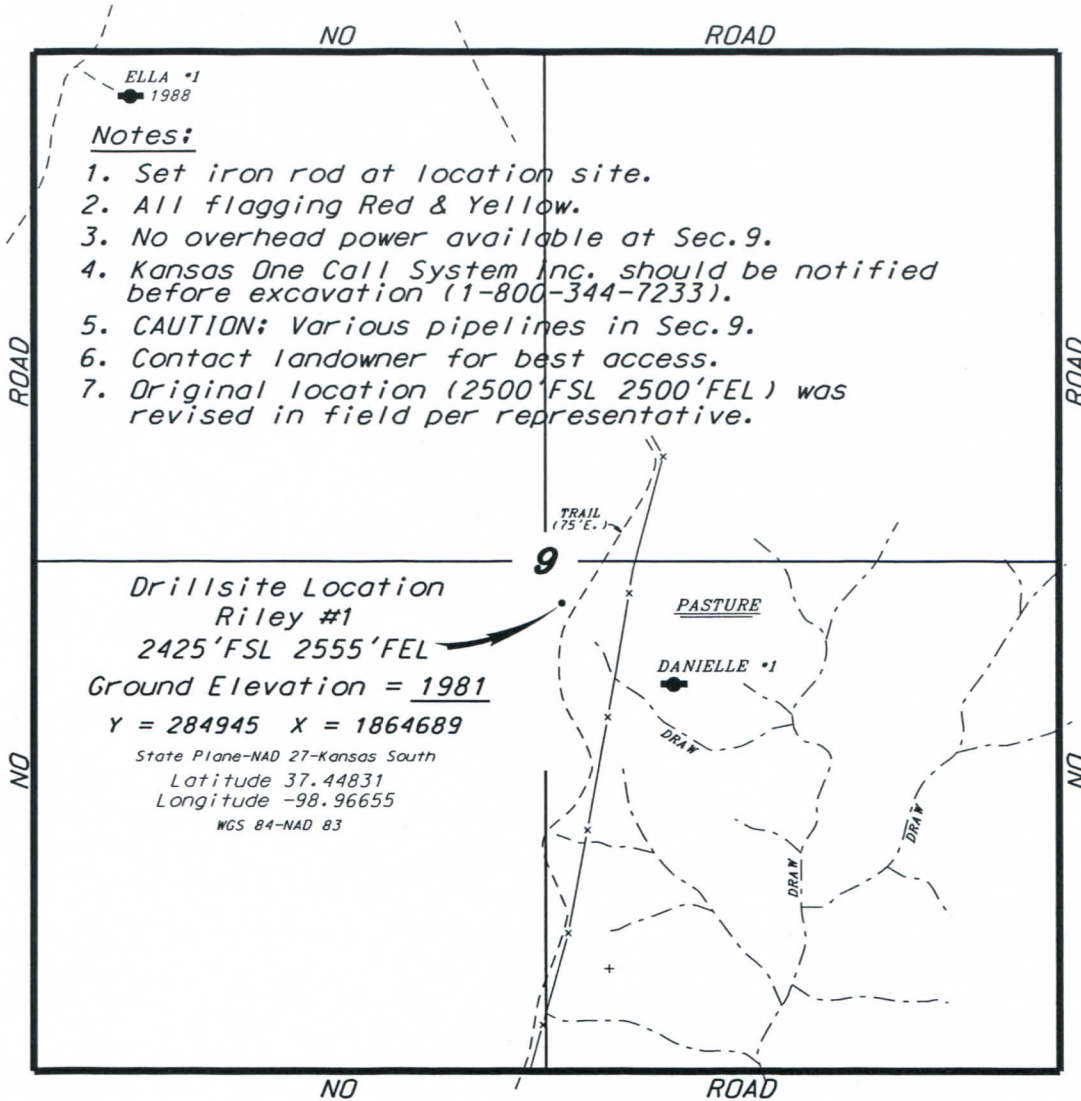 NO ROAD
ELLA #1
1988
Notes:
1. Set iron rod at location site.
2. All flagging Red & Yellow.
3. No overhead power available at Sec.9.
4. Kansas One Call System Inc. should be notified
before excavation (1-800-344-7233).
5. CAUTION: Various pipelines in Sec.9.
6. Contact landowner for best access.
7. Original location (2500'FSL 2500'FEL) was
revised in field per representative.
ROAD
ROAD
TRAIL
(75'E.)
9
Drillsite Location
Riley #1
2425'FSL 2555'FEL
Ground Elevation = 1981
Y = 284945 X = 1864689
State Plane-NAD 27-Kansas South
Latitude 37.44831
Longitude -98.96655
WGS 84-NAD 83
PASTURE
DANIELLE #1
DRAW
DRAW
DRAW
NO
NO
NO ROAD